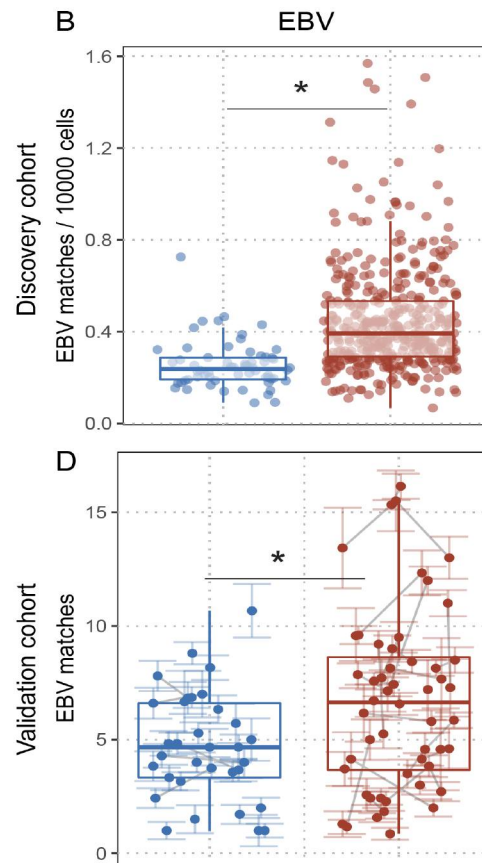 B
EBV
Discovery cohort
EBV matches / 10000 cells
1.6
1.2
0.8
0.4
0.0
*
D
Validation cohort
EBV matches
15
10
5
0
*